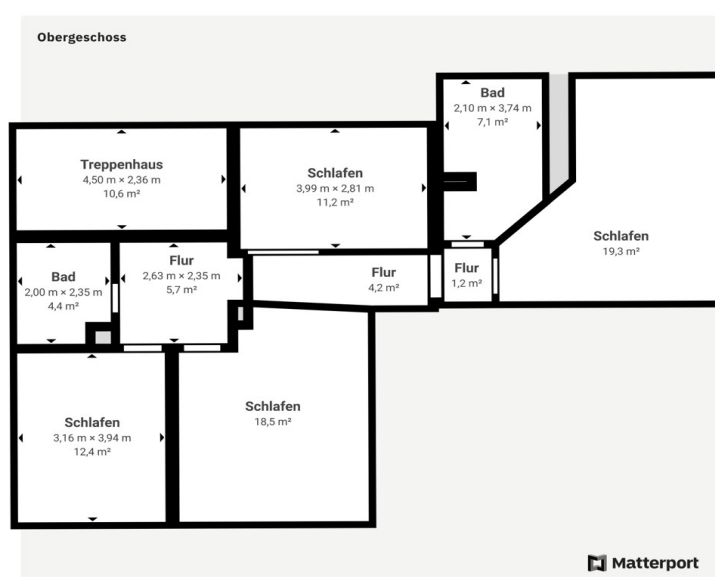 Obergeschoss
Bad
2,10 m × 3,74 m
7,1 m²
Treppenhaus
4,50 m × 2,36 m
10,6 m²
Schlafen
3,99 m × 2,81 m
11,2 m²
Schlafen
19,3 m²
Bad
2,00 m × 2,35 m
4,4 m²
Flur
2,63 m × 2,35 m
5,7 m²
Flur
4,2 m²
Flur
1,2 m²
Schlafen
3,16 m × 3,94 m
12,4 m²
Schlafen
18,5 m²
Matterport